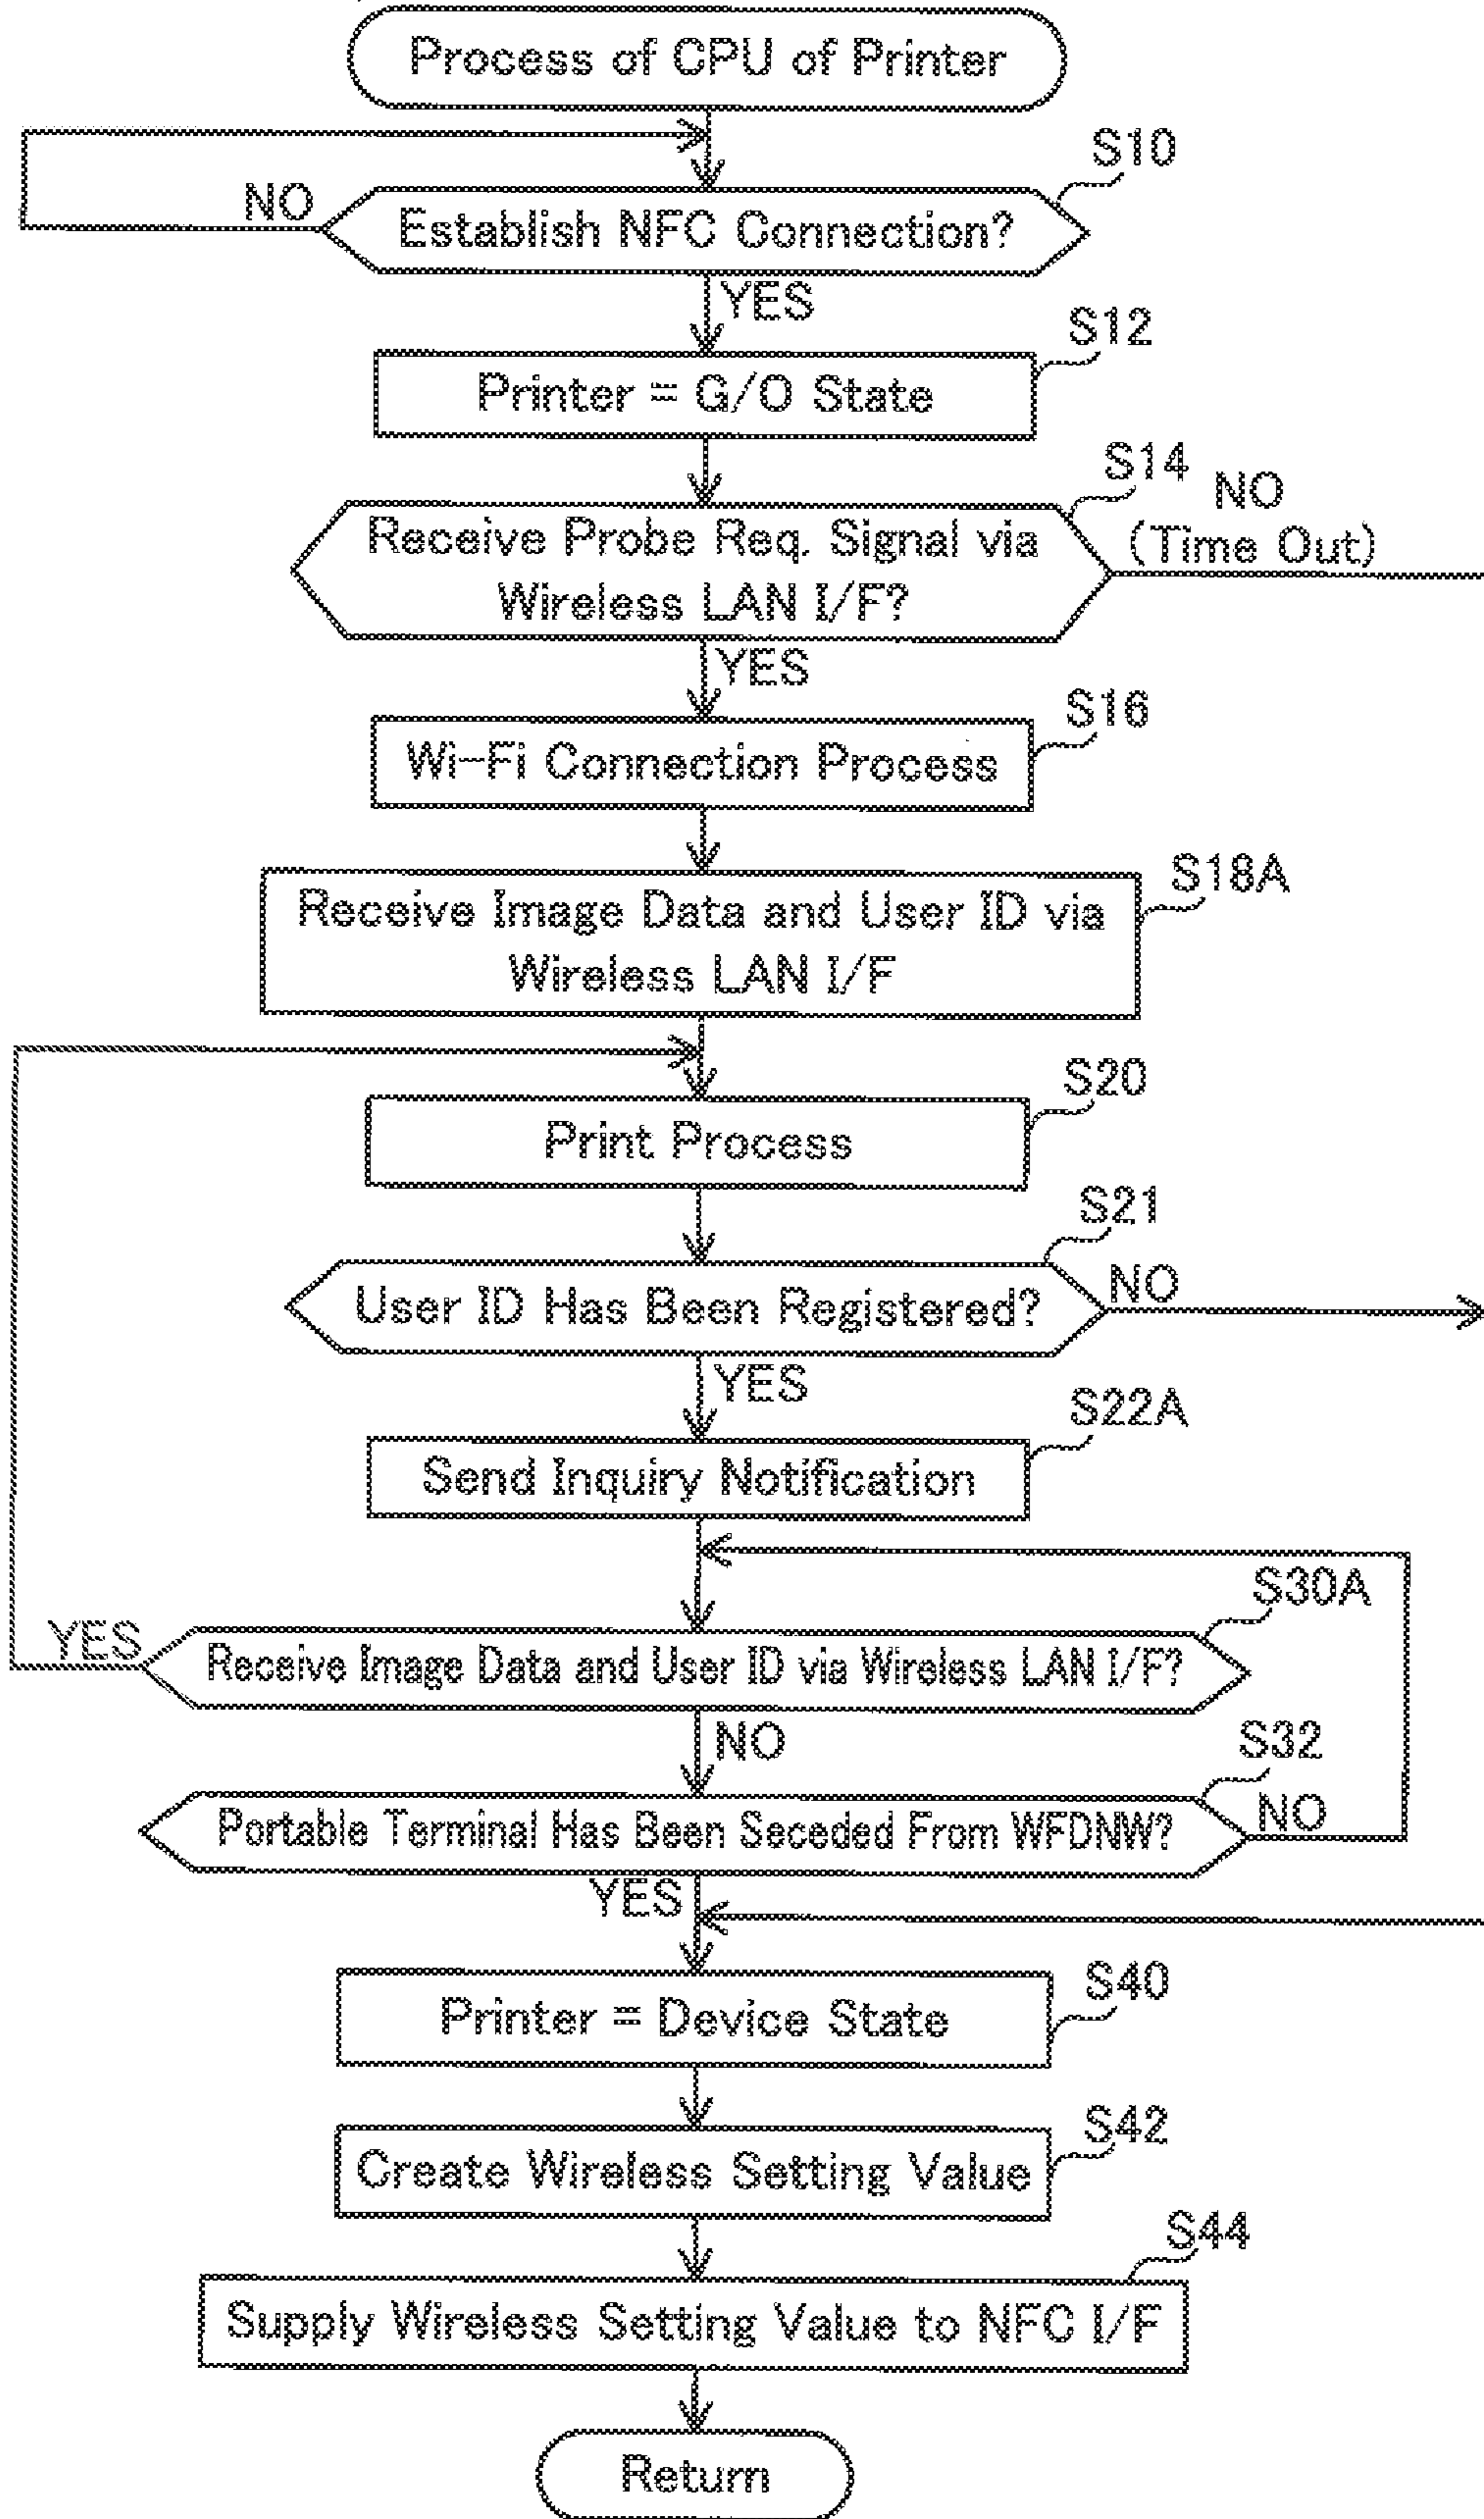 Process of CPU of Printer
S10
NO
Establish NFC Connection?
YES
S12
Printer = G/O State
S14
NO
(Time Out)
Receive Probe Req. Signal via
Wireless LAN I/F?
YES
S16
Wi-Fi Connection Process
S18A
Receive Image Data and User ID via
Wireless LAN I/F
S20
Print Process
S21
User ID Has Been Registered?
NO
YES
S22A
Send Inquiry Notification
S30A
YES
Receive Image Data and User ID via Wireless LAN I/F?
NO
S32
Portable Terminal Has Been Seceded From WFDNW?
NO
YES
S40
Printer = Device State
S42
Create Wireless Setting Value
S44
Supply Wireless Setting Value to NFC I/F
Return